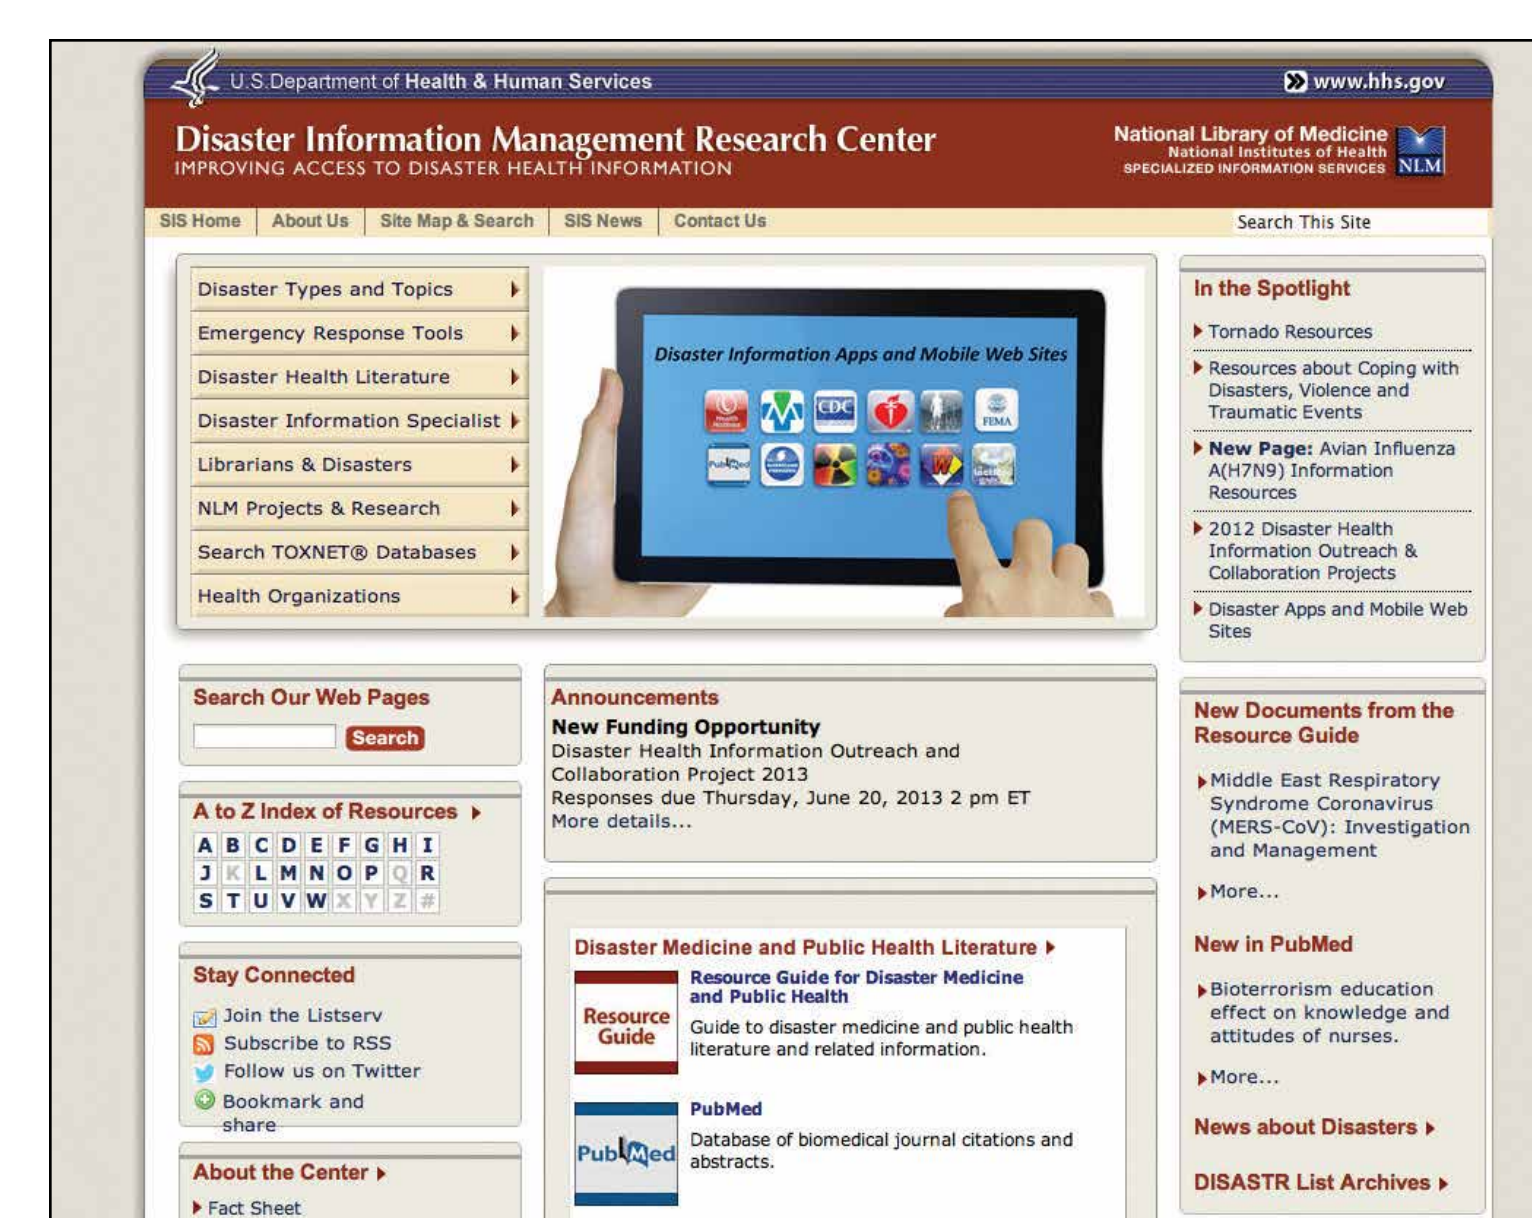 U.S.Department of Health & Human Services
www.hhs.gov
Disaster Information Management Research Center
IMPROVING ACCESS TO DISASTER HEALTH INFORMATION
National Library of Medicine
National Institutes of Health
SPECIALIZED INFORMATION SERVICES
NLM
SIS Home
About Us
Site Map & Search
SIS News
Contact Us
Search This Site
Disaster Types and Topics
Emergency Response Tools
Disaster Health Literature
Disaster Information Specialist
Librarians & Disasters
NLM Projects & Research
Search TOXNET® Databases
Health Organizations
Disaster Information Apps and Mobile Web Sites
CDC
FEMA
PubMed
W
In the Spotlight
Tornado Resources
Resources about Coping with
Disasters, Violence and
Traumatic Events
New Page: Avian Influenza
A(H7N9) Information
Resources
2012 Disaster Health
Information Outreach &
Collaboration Projects
Disaster Apps and Mobile Web
Sites
Search Our Web Pages
Search
A to Z Index of Resources
A B C D E F G H I
J K L M N O P Q R
S T U V W X Y Z #
Stay Connected
Join the Listserv
Subscribe to RSS
Follow us on Twitter
Bookmark and
share
About the Center
Fact Sheet
Announcements
New Funding Opportunity
Disaster Health Information Outreach and
Collaboration Project 2013
Responses due Thursday, June 20, 2013 2 pm ET
More details...
Disaster Medicine and Public Health Literature
Resource
Guide
Resource Guide for Disaster Medicine
and Public Health
Guide to disaster medicine and public health
literature and related information.
PubMed
PubMed
Database of biomedical journal citations and
abstracts.
New Documents from the
Resource Guide
Middle East Respiratory
Syndrome Coronavirus
(MERS-CoV): Investigation
and Management
More...
New in PubMed
Bioterrorism education
effect on knowledge and
attitudes of nurses.
More...
News about Disasters
DISASTR List Archives